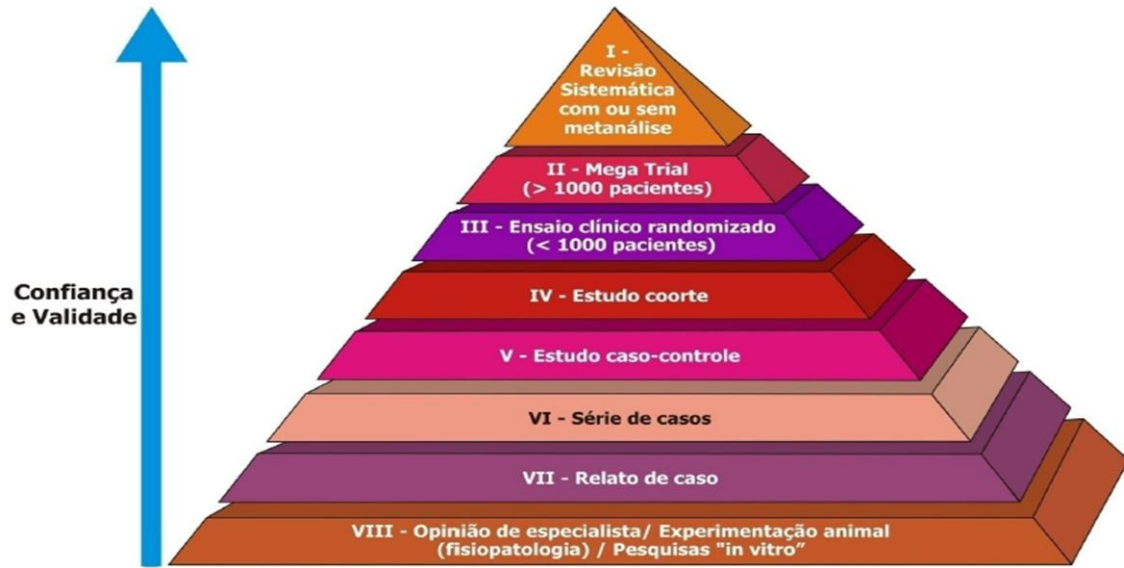 I -
Revisão
Sistemática
com ou sem
metanálise
II - Mega Trial
(> 1000 pacientes)
III - Ensaio clínico randomizado
(< 1000 pacientes)
IV - Estudo coorte
Confiança
e Validade
V - Estudo caso-controle
VI - Série de casos
VII - Relato de caso
VIII - Opinião de especialista/ Experimentação animal
(fisiopatologia) / Pesquisas "in vitro”